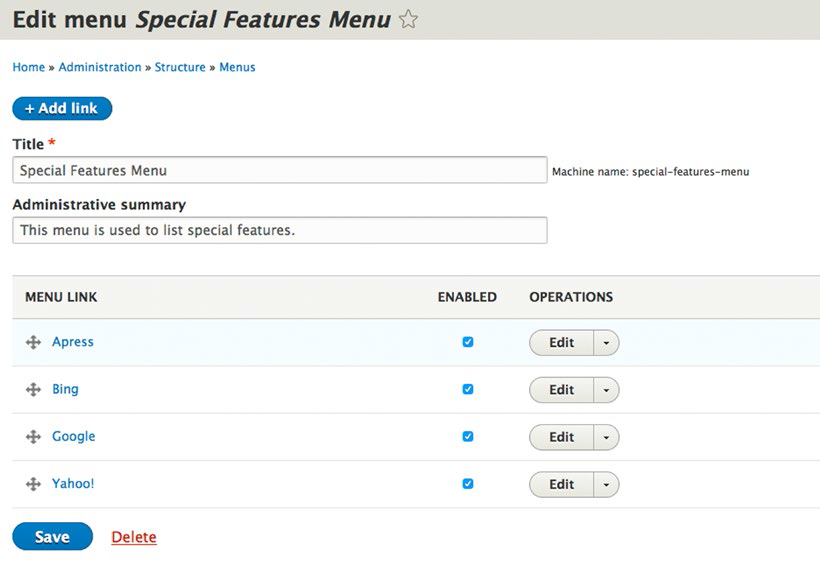 Edit menu Special Features Menu
Home » Administration » Structure » Menus
+ Add link
Title *
Special Features Menu Machine name: special-features-menu
Administrative summary
This menu is used to list special features.
MENU LINK ENABLED OPERATIONS
Apress Edit
Bing Edit
Google Edit
Yahoo! Edit
Save Delete